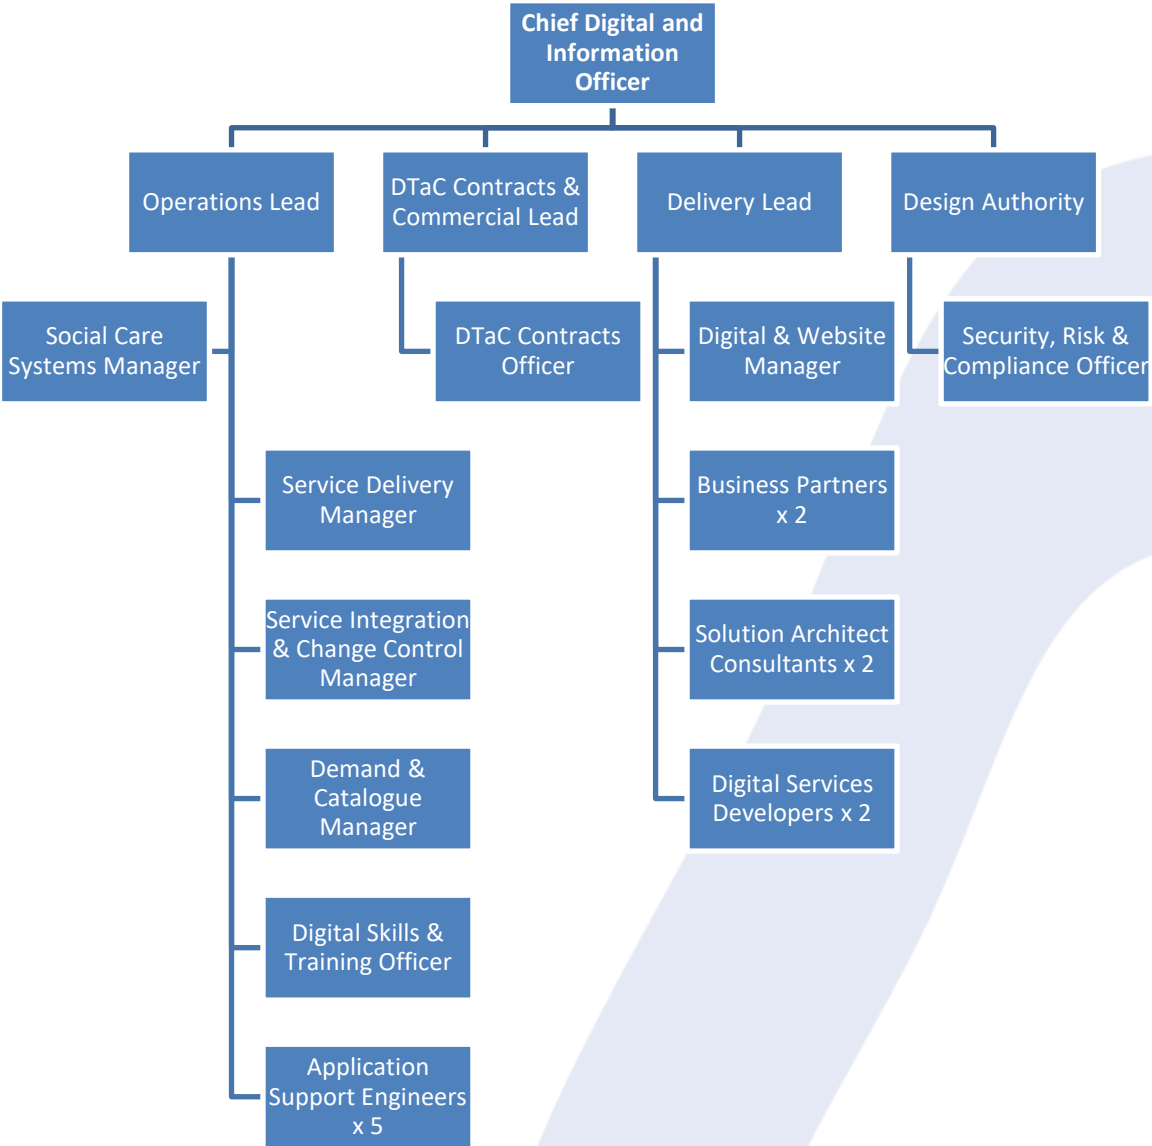 Chief Digital and
Information
Officer
Operations Lead
DTaC Contracts &
Commercial Lead
Delivery Lead
Design Authority
Social Care
Systems Manager
DTaC Contracts
Officer
Digital & Website
Manager
Security, Risk &
Compliance Officer
Service Delivery
Manager
Business Partners
x 2
Service Integration
& Change Control
Manager
Solution Architect
Consultants x 2
Demand &
Catalogue
Manager
Digital Services
Developers x 2
Digital Skills &
Training Officer
Application
Support Engineers
x 5